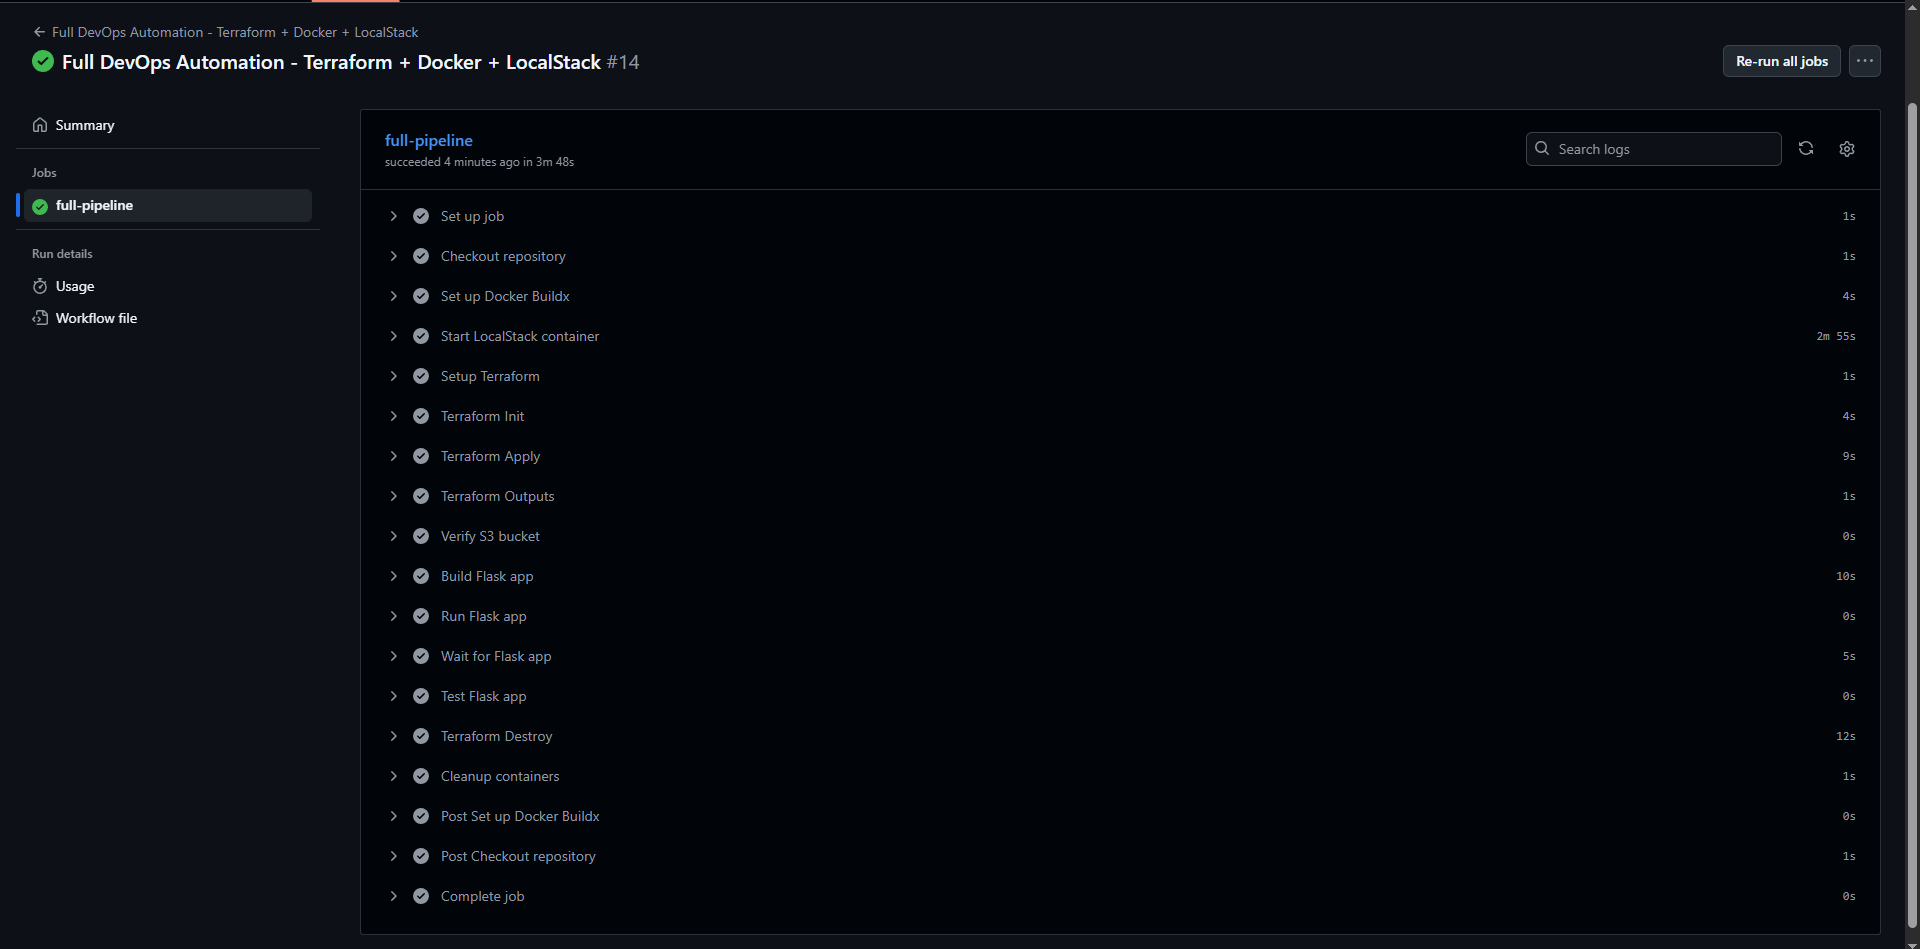 Full DevOps Automation - Terraform + Docker + LocalStack
Full DevOps Automation - Terraform + Docker + LocalStack #14
Re-run all jobs
Summary
Jobs
full-pipeline
Run details
Usage
Workflow file
full-pipeline
succeeded 4 minutes ago in 3m 48s
Search logs
Set up job 1s
Checkout repository 1s
Set up Docker Buildx 4s
Start LocalStack container 2m 55s
Setup Terraform 1s
Terraform Init 4s
Terraform Apply 9s
Terraform Outputs 1s
Verify S3 bucket 0s
Build Flask app 10s
Run Flask app 0s
Wait for Flask app 5s
Test Flask app 0s
Terraform Destroy 12s
Cleanup containers 1s
Post Set up Docker Buildx 0s
Post Checkout repository 1s
Complete job 0s